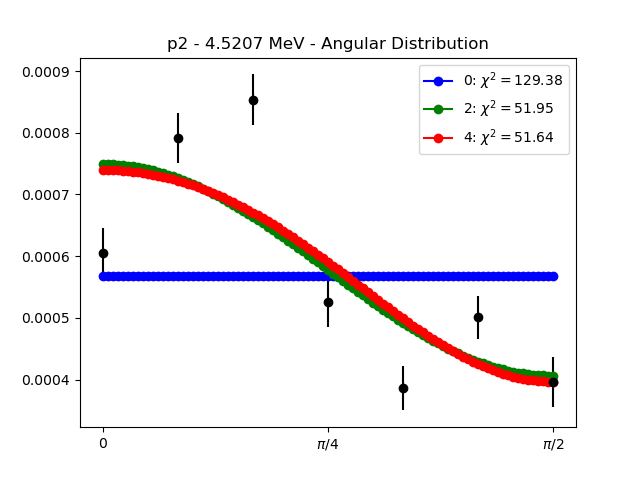 p2 - 4.5207 MeV - Angular Distribution
0.0009
0.0008
0.0007
0.0006
0.0005
0.0004
0: χ² = 129.38
2: χ² = 51.95
4: χ² = 51.64
0
π/4
π/2